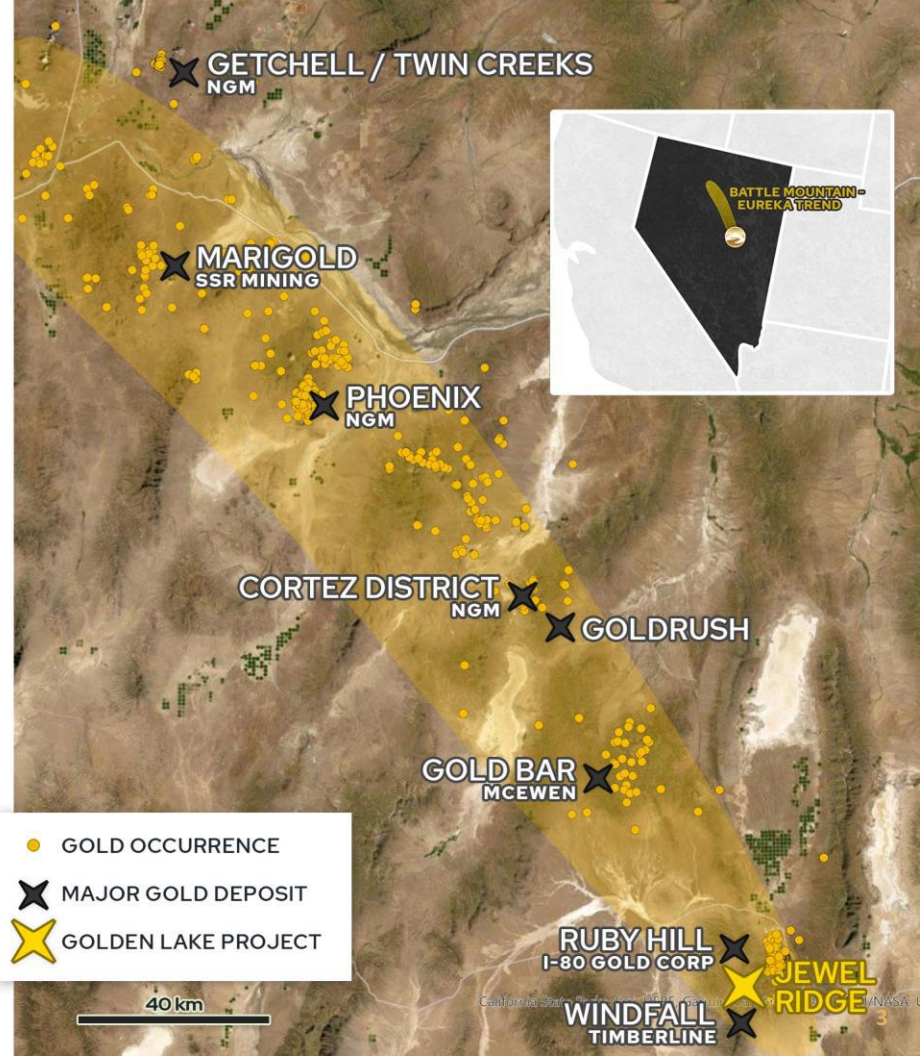 GETCHELL / TWIN CREEKS
NGM
BATTLE MOUNTAIN -
EUREKA TREND
MARIGOLD
SSR MINING
PHOENIX
NGM
CORTEZ DISTRICT
NGM
GOLDRUSH
GOLD BAR
MCEWEN
GOLD OCCURRENCE
MAJOR GOLD DEPOSIT
GOLDEN LAKE PROJECT
RUBY HILL
I-80 GOLD CORP
JEWEL
RIDGE
40 km
California State
WINDFALL
TIMBERLINE
3